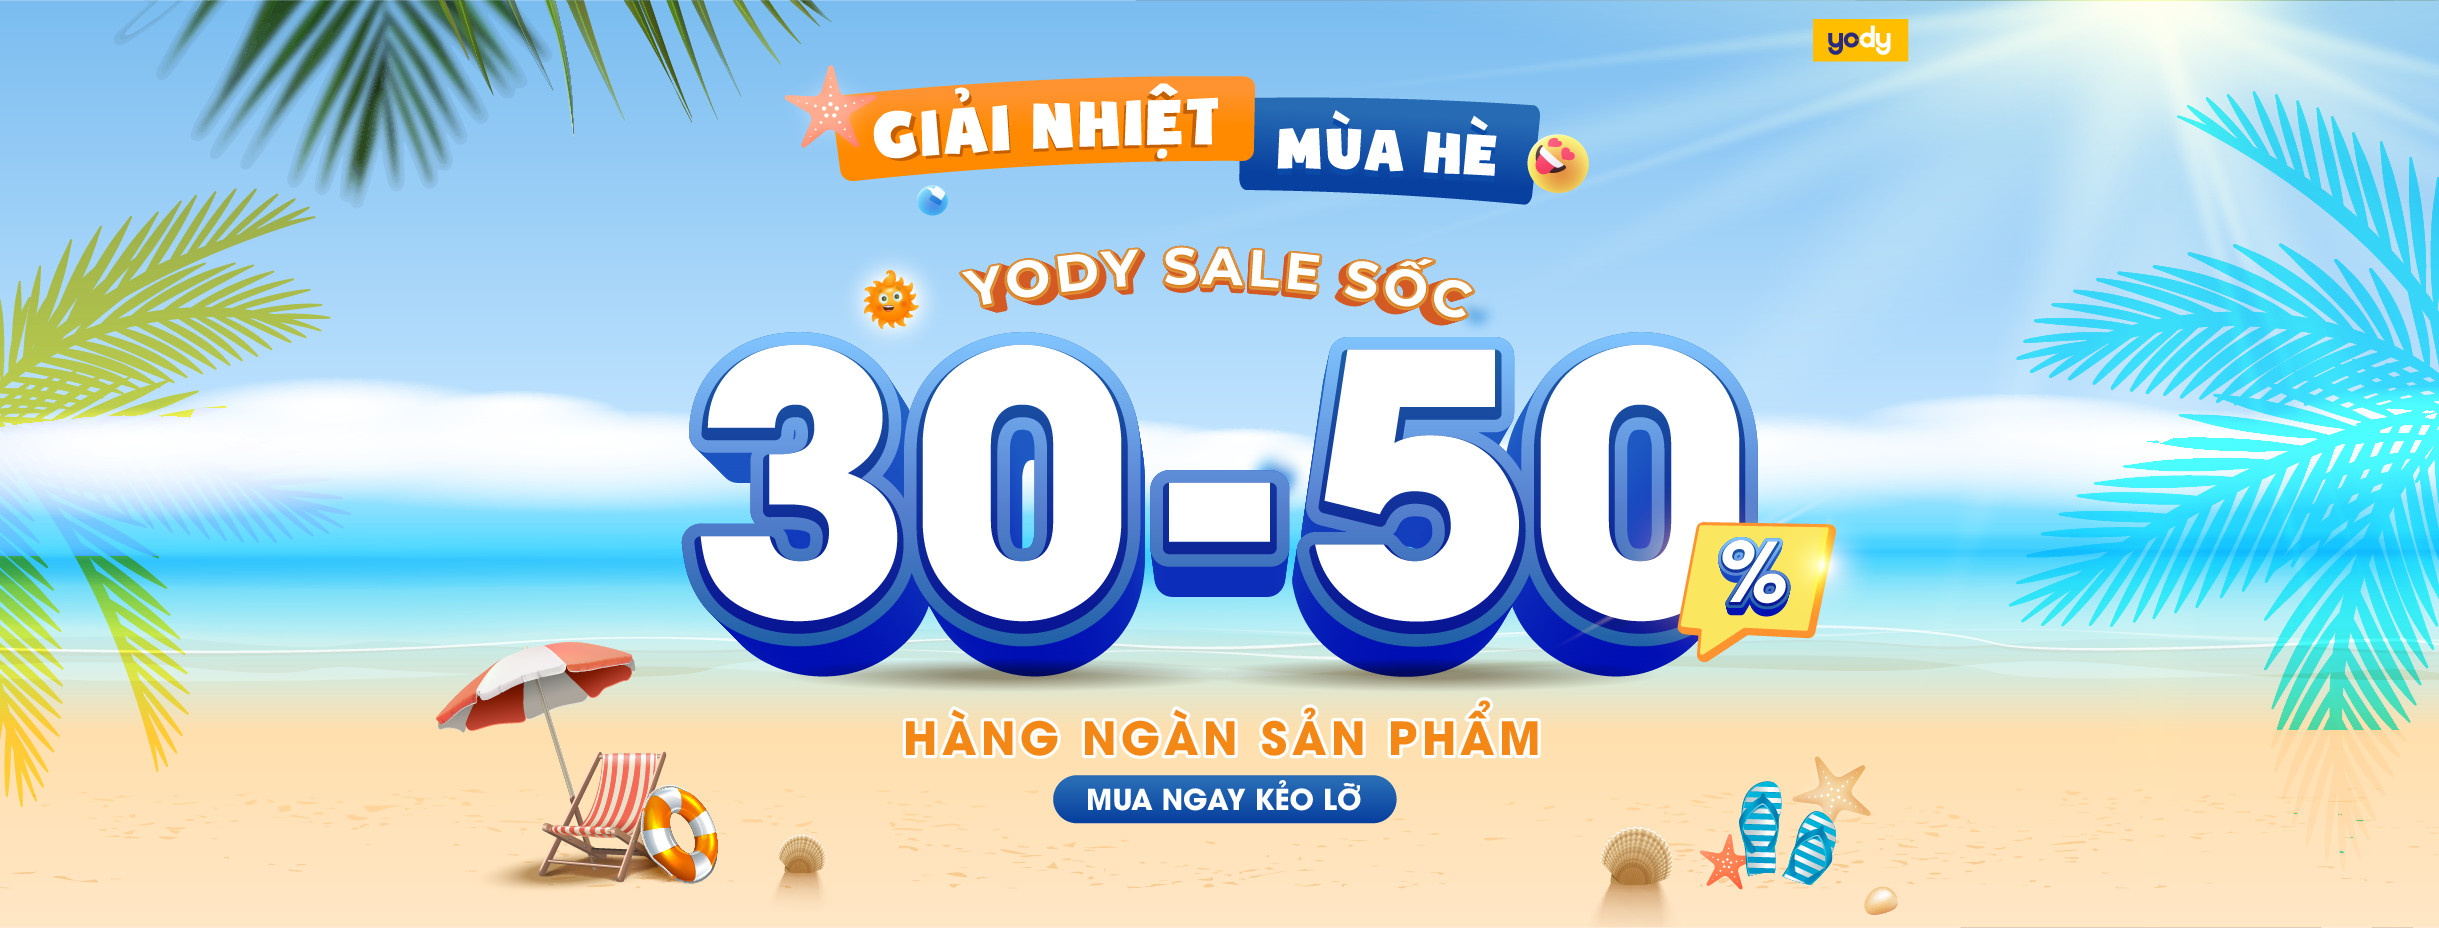 yody
GIẢI NHIỆT MÙA HÈ
YODY SALE SỐC
30-50%
HÀNG NGÀN SẢN PHẨM
MUA NGAY KẺO LỠ